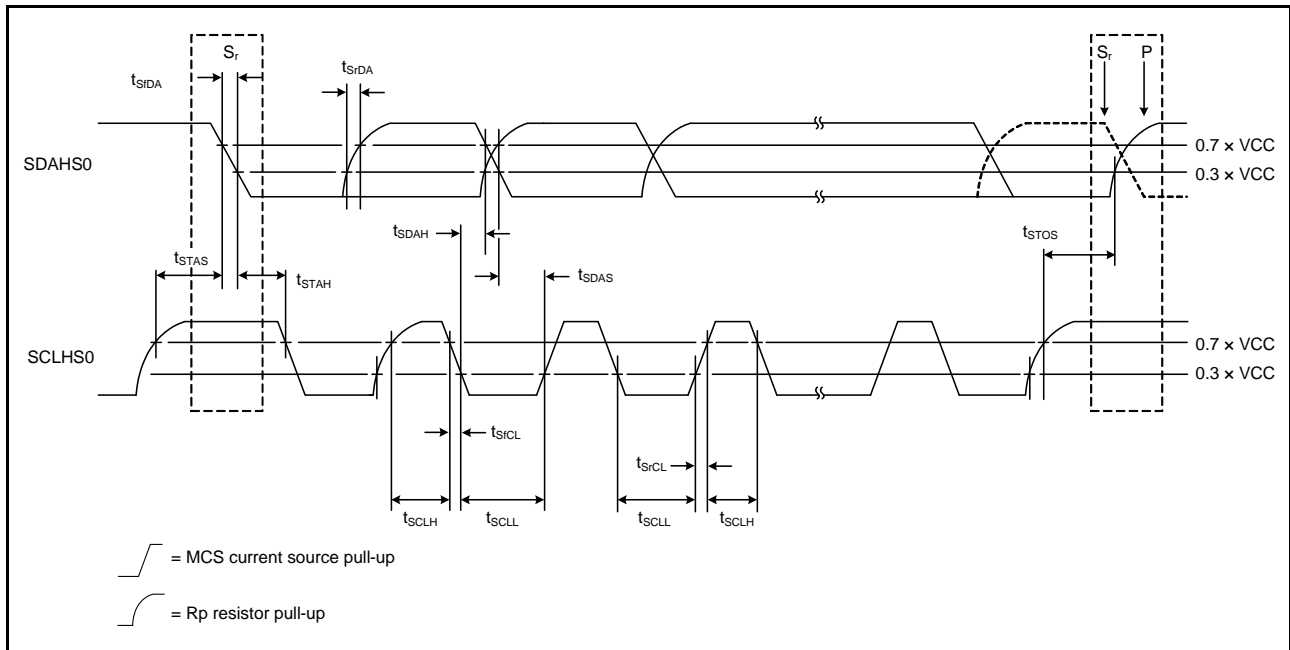 Sr
Sr P
tSfDA
tSrDA
0.7 × VCC
SDAHS0
0.3 × VCC
tSDAH
tSTOS
tSTAS
tSTAH
tSDAS
0.7 × VCC
SCLHS0
0.3 × VCC
tSfCL
tSrCL
tSCLH tSCLL tSCLL tSCLH
= MCS current source pull-up
= Rp resistor pull-up